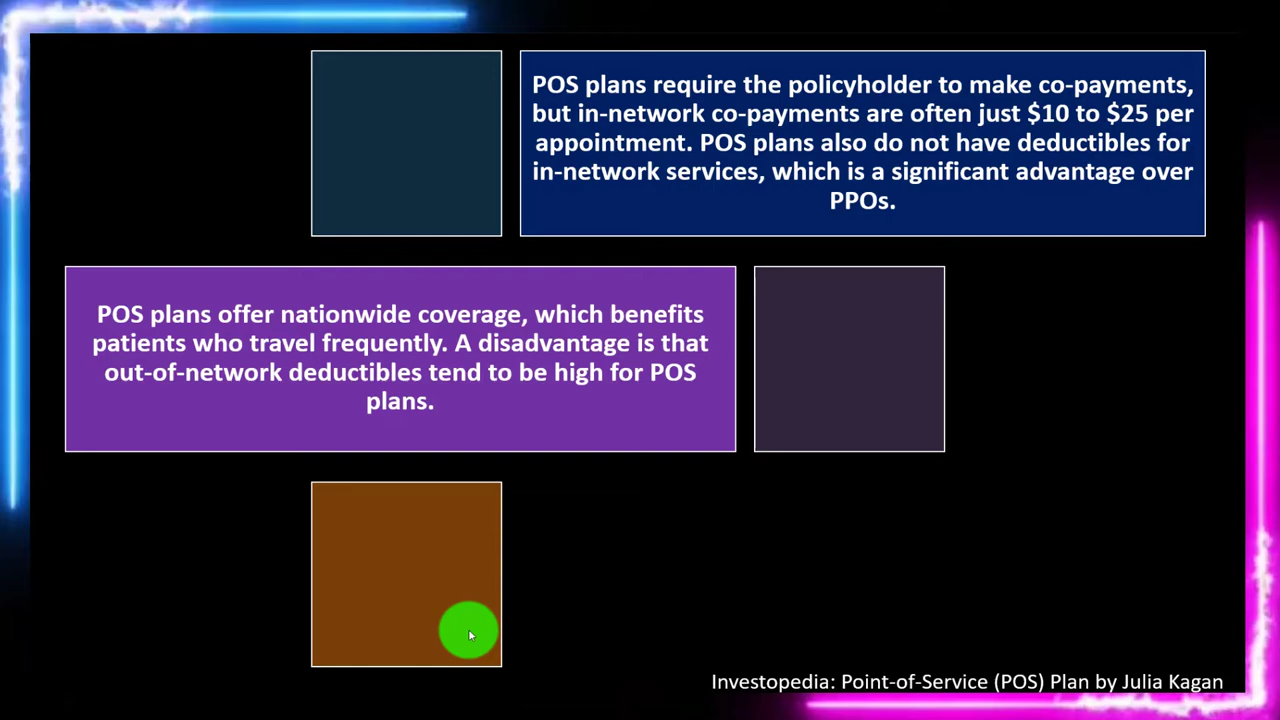 POS plans require the policyholder to make co-payments,
but in-network co-payments are often just $10 to $25 per
appointment. POS plans also do not have deductibles for
in-network services, which is a significant advantage over
PPOs.
POS plans offer nationwide coverage, which benefits
patients who travel frequently. A disadvantage is that
out-of-network deductibles tend to be high for POS
plans.
Investopedia: Point-of-Service (POS) Plan by Julia Kagan